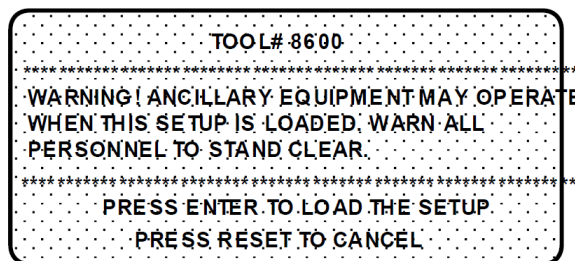 TOOL# 8600
************************************************************
WARNING! ANCILLARY EQUIPMENT MAY OPERATE
WHEN THIS SETUP IS LOADED. WARN ALL
PERSONNEL TO STAND CLEAR.
************************************************************
PRESS ENTER TO LOAD THE SETUP
PRESS RESET TO CANCEL